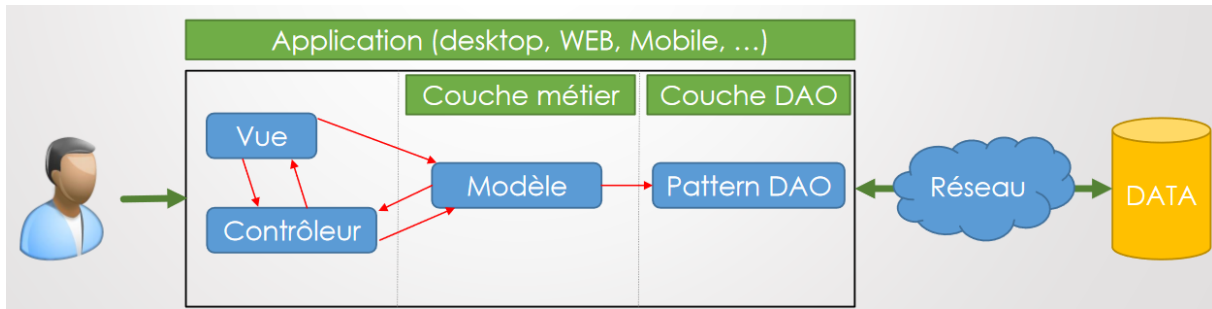 Application (desktop, WEB, Mobile, ...)
Couche métier
Couche DAO
Vue
Modèle
Pattern DAO
Réseau
DATA
Contrôleur